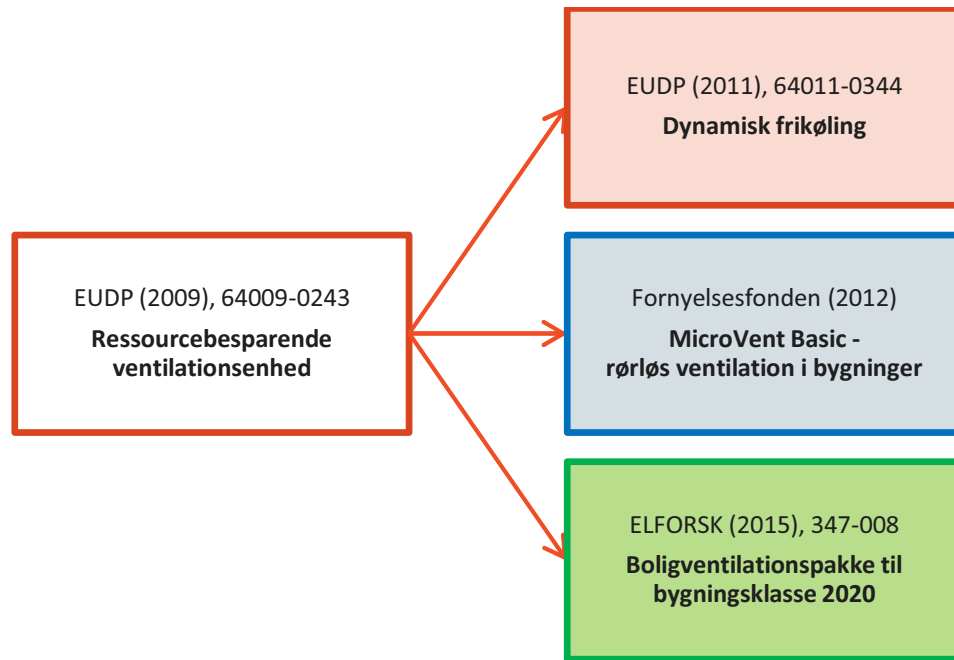 EUDP (2009), 64009-0243
Ressourcebesparende
ventilationsenhed
EUDP (2011), 64011-0344
Dynamisk frikøling
Fornyelsesfonden (2012)
MicroVent Basic -
rørløs ventilation i bygninger
ELFORSK (2015), 347-008
Boligventilationspakke til
bygningsklasse 2020